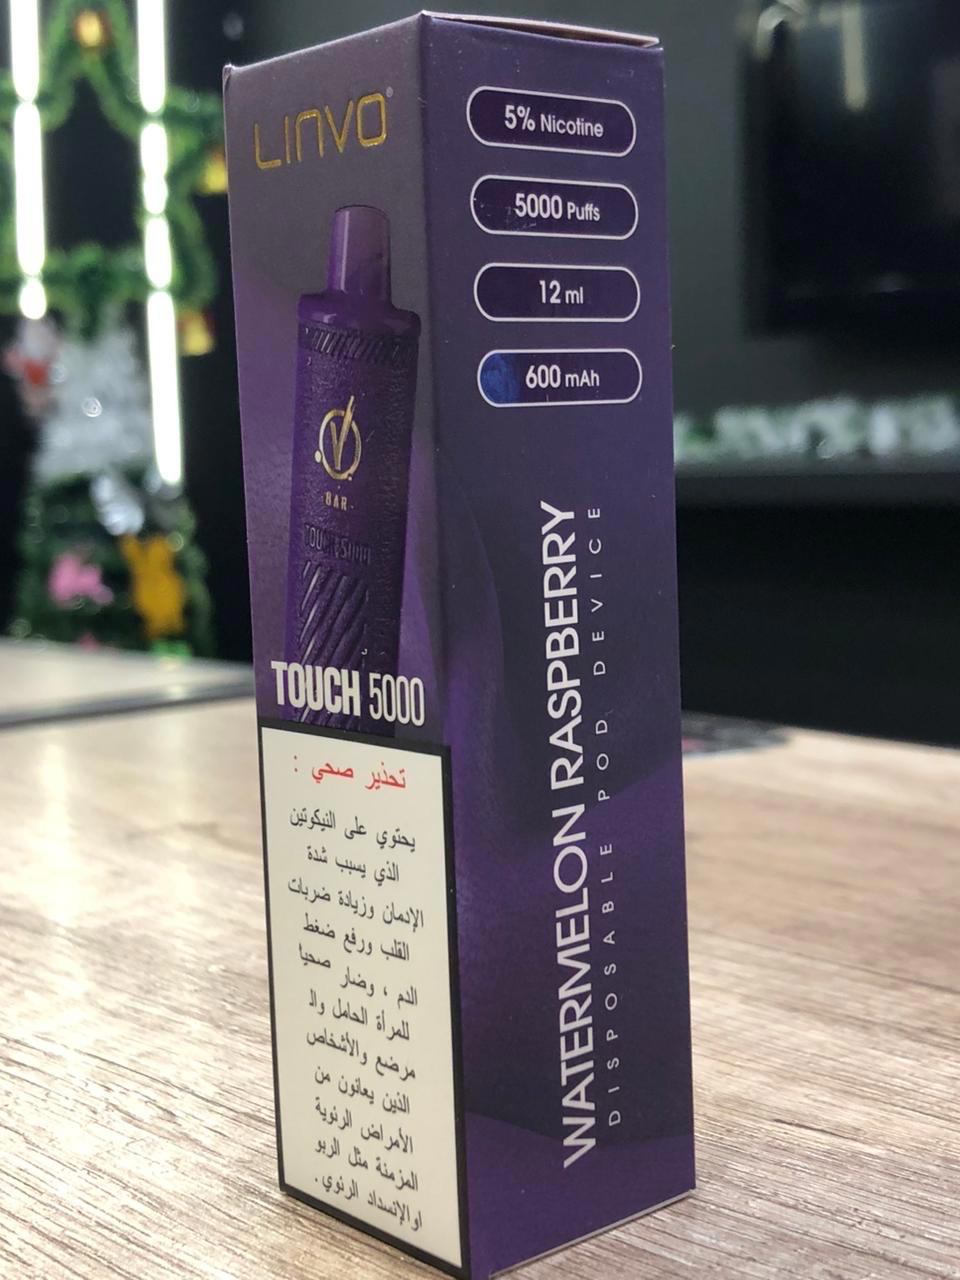 LINVO®
V
BAR
TOUCH 5000
TOUCH 5000
تحذير صحي :
يحتوي على النيكوتين
الذي يسبب شدة
الإدمان وزيادة ضربات
القلب ورفع ضغط
الدم ، وضار صحيا
للمرأة الحامل والـ
مرضع والأشخاص
الذين يعانون من
الأمراض الرئوية
المزمنة مثل الربو
او الإنسداد الرئوي.
5% Nicotine
5000 Puffs
12 ml
600 mAh
WATERMELON RASPBERRY
DISPOSABLE POD DEVICE